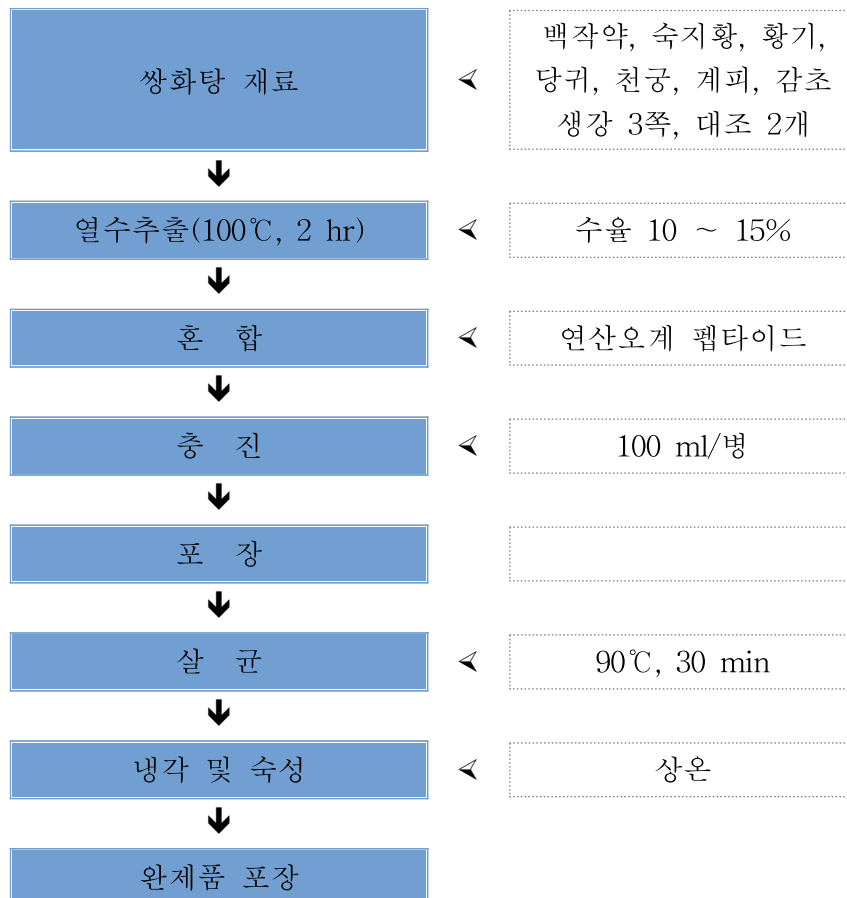 쌍화탕 재료
백작약, 숙지황, 황기,
당귀, 천궁, 계피, 감초
생강 3쪽, 대조 2개
열수추출(100℃, 2 hr)
수율 10 ~ 15%
혼 합
연산오계 펩타이드
충 진
100 ml/병
포 장
살 균
90℃, 30 min
냉각 및 숙성
상온
완제품 포장